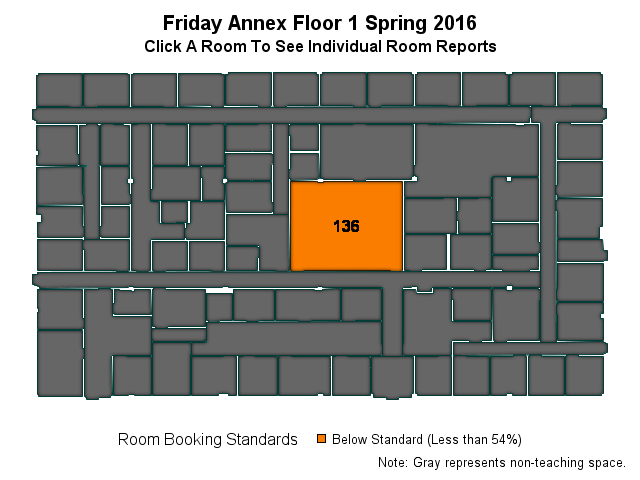 Friday Annex Floor 1 Spring 2016
Click A Room To See Individual Room Reports
136
Room Booking Standards
Below Standard (Less than 54%)
Note: Gray represents non-teaching space.